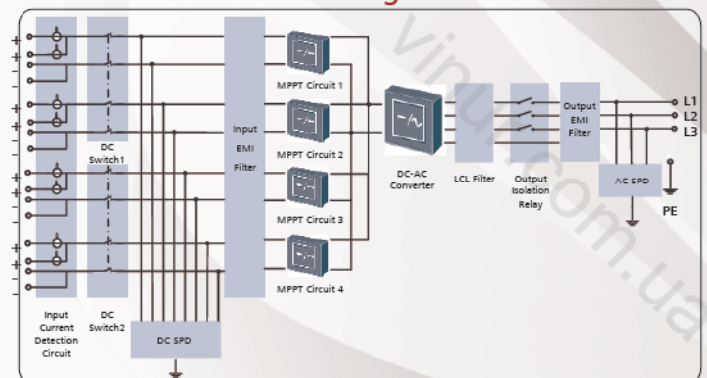 +
+
-
-
+
+
-
-
+
+
-
-
+
+
-
-
DC
Switch1
Input
Current
Detection
Circuit
DC
Switch2
DC SPD
Input
EMI
Filter
MPPT Circuit 1
MPPT Circuit 2
MPPT Circuit 3
MPPT Circuit 4
DC-AC
Converter
LCL Filter
Output
Isolation
Relay
Output
EMI
Filter
L1
L2
L3
AC SPD
PE
vinur.com.ua